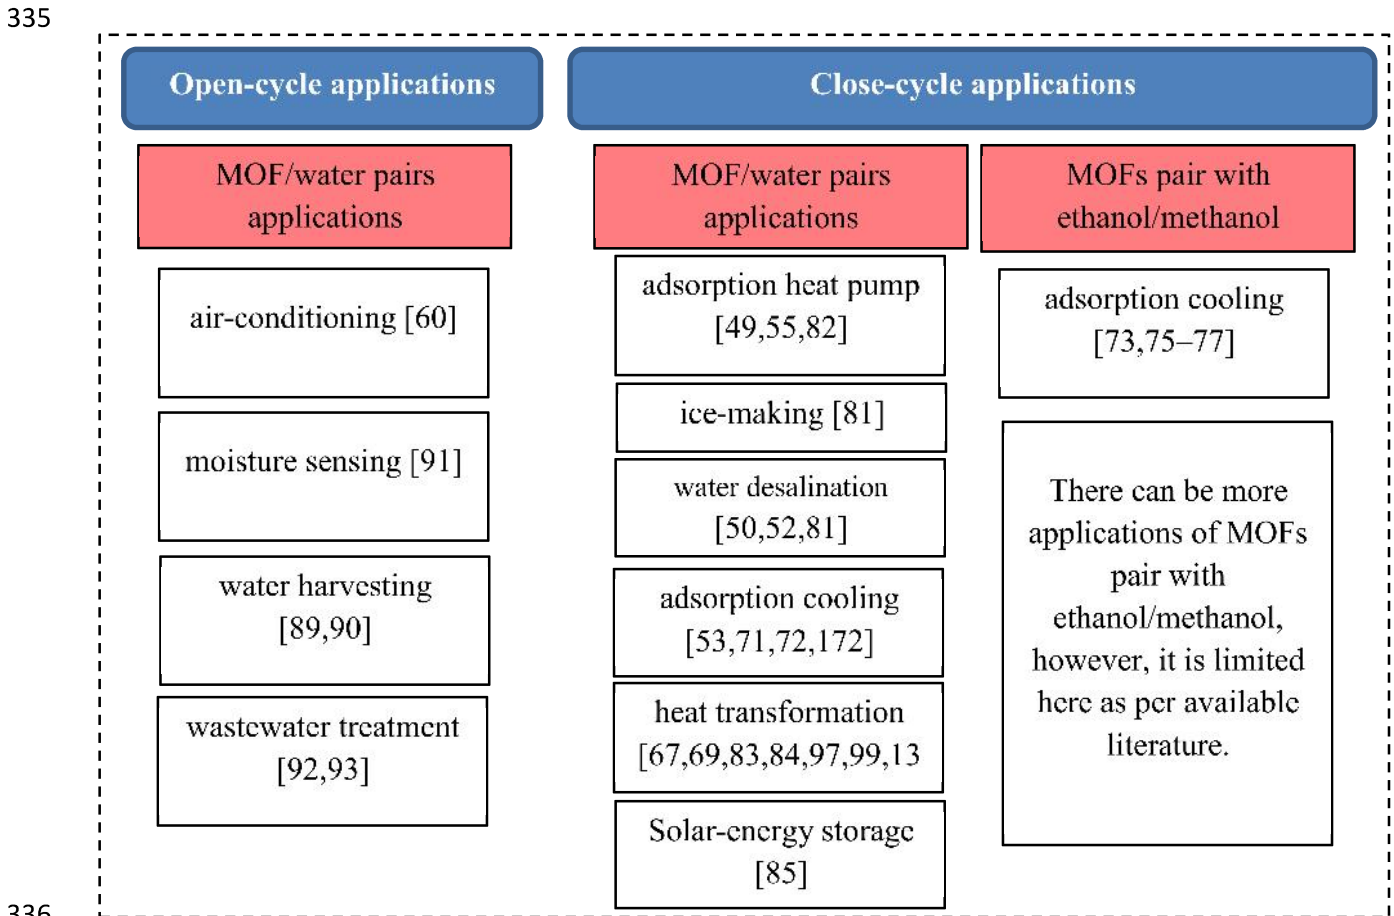 335
Open-cycle applications
Close-cycle applications
MOF/water pairs
applications
air-conditioning [60]
moisture sensing [91]
water harvesting
[89,90]
wastewater treatment
[92,93]
MOF/water pairs
applications
adsorption heat pump
[49,55,82]
ice-making [81]
water desalination
[50,52,81]
adsorption cooling
[53,71,72,172]
heat transformation
[67,69,83,84,97,99,13
Solar-energy storage
[85]
MOFs pair with
ethanol/methanol
adsorption cooling
[73,75–77]
There can be more
applications of MOFs
pair with
ethanol/methanol,
however, it is limited
here as per available
literature.
336